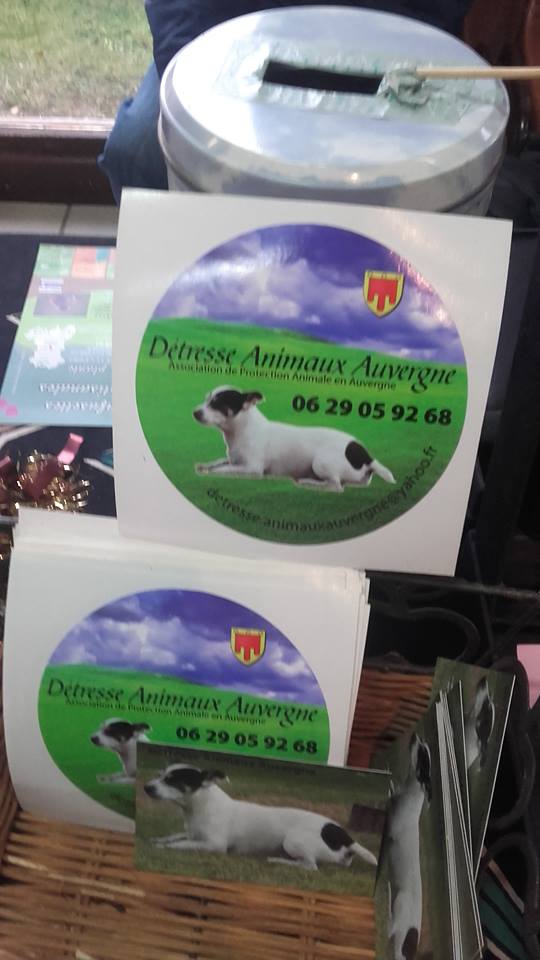 Détresse Animaux Auvergne
Association de Protection Animale en Auvergne
06 29 05 92 68
detresse.animauxauvergne@yahoo.fr
Détresse Animaux Auvergne
Association de Protection Animale en Auvergne
06 29 05 92 68